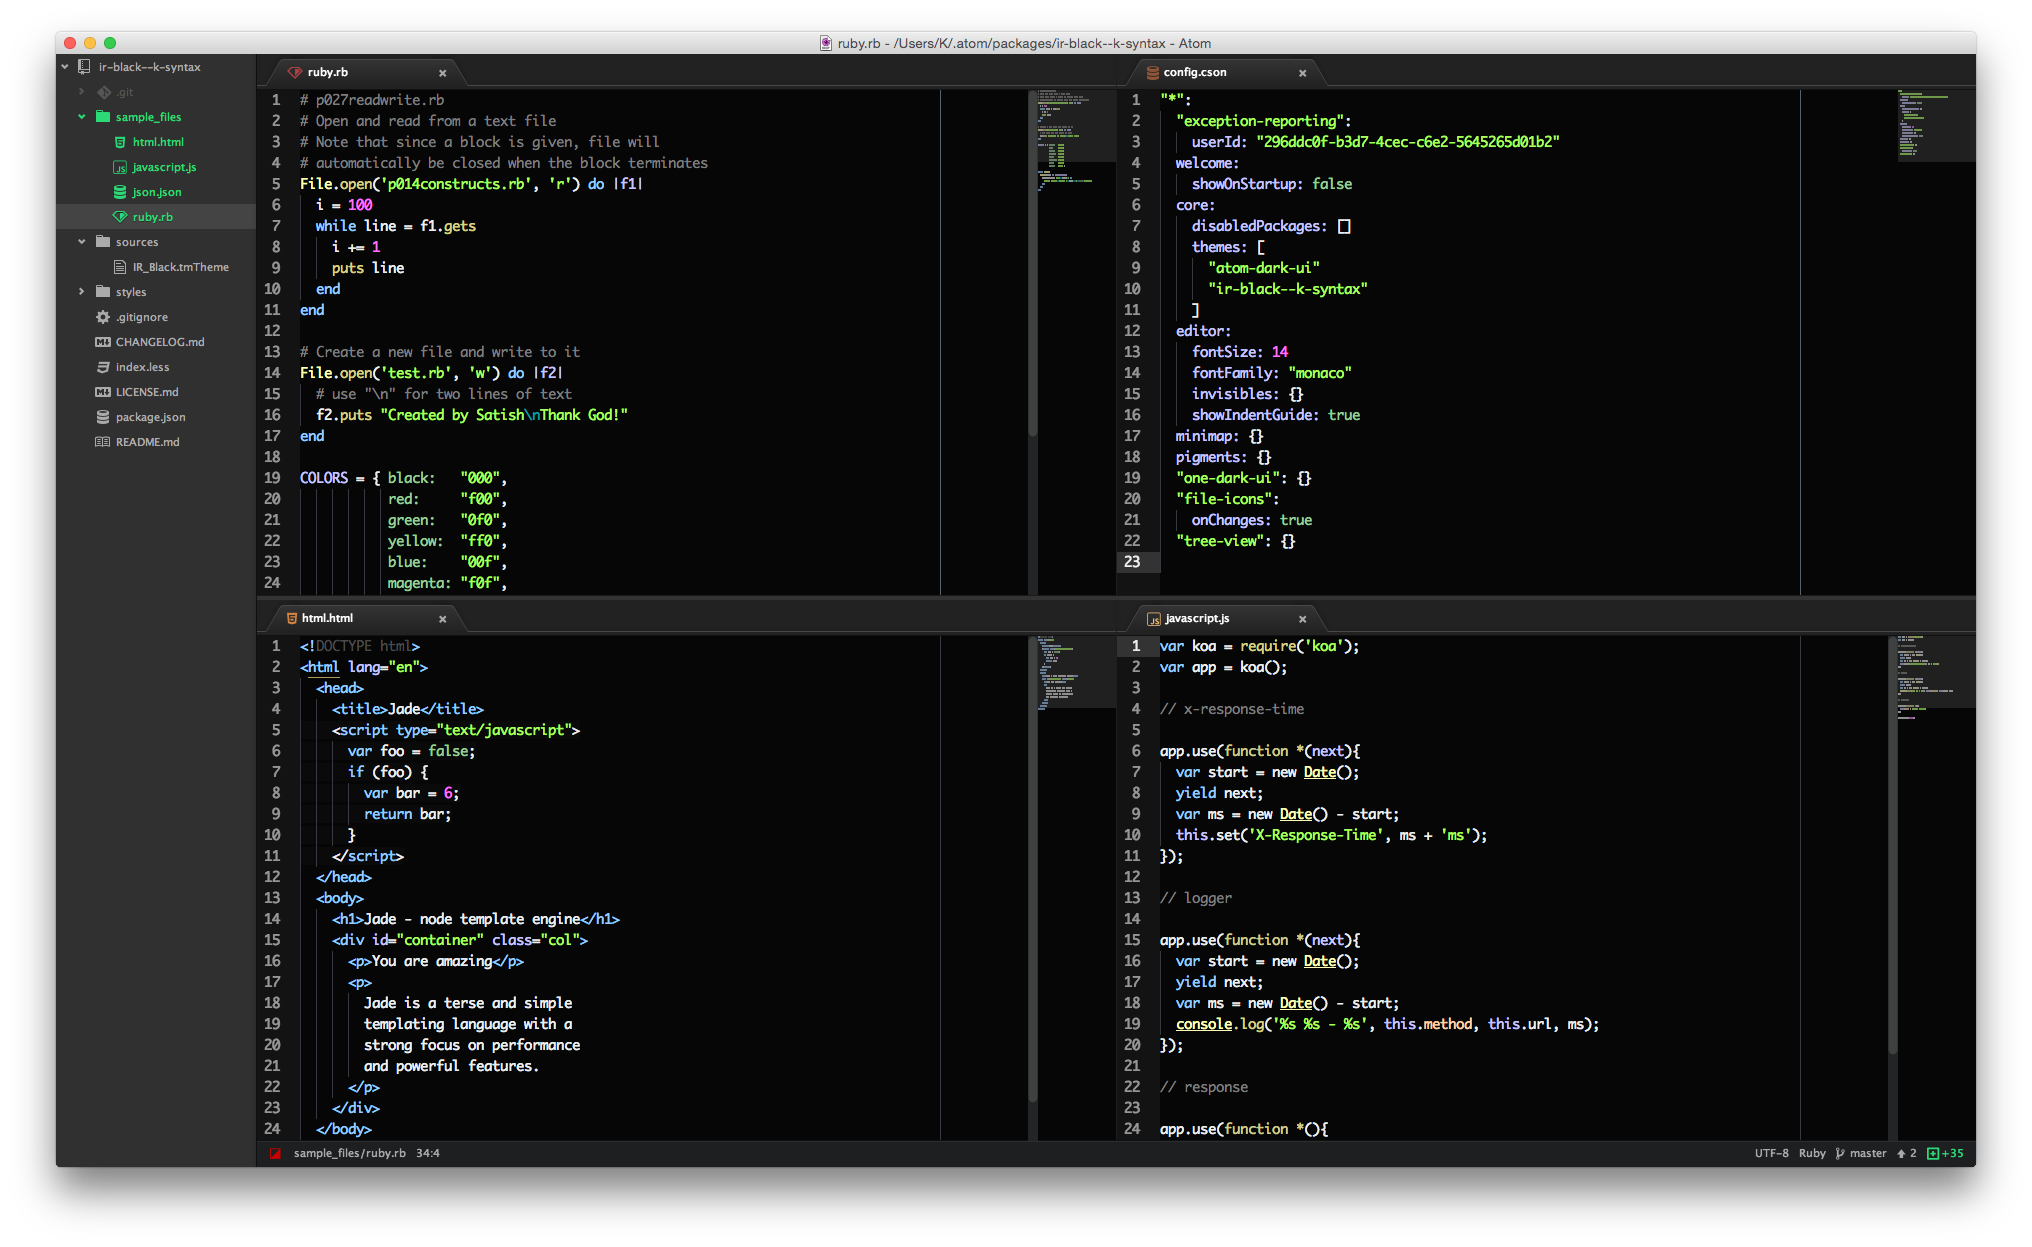 ruby.rb - /Users/K/.atom/packages/ir-black--k-syntax - Atom
ir-black--k-syntax
.git
sample_files
html.html
javascript.js
json.json
ruby.rb
sources
IR_Black.tmTheme
styles
.gitignore
CHANGELOG.md
index.less
LICENSE.md
package.json
README.md
ruby.rb
1 # p027readwrite.rb
2 # Open and read from a text file
3 # Note that since a block is given, file will
4 # automatically be closed when the block terminates
5 File.open('p014constructs.rb', 'r') do |f1|
6 i = 100
7 while line = f1.gets
8 i += 1
9 puts line
10 end
11 end
12
13 # Create a new file and write to it
14 File.open('test.rb', 'w') do |f2|
15 # use "\n" for two lines of text
16 f2.puts "Created by Satish\nThank God!"
17 end
18
19 COLORS = { black: "000",
20 red: "f00",
21 green: "0f0",
22 yellow: "ff0",
23 blue: "00f",
24 magenta: "f0f",
config.cson
1 "*":
2 "exception-reporting":
3 userId: "296ddc0f-b3d7-4cec-c6e2-5645265d01b2"
4 welcome:
5 showOnStartup: false
6 core:
7 disabledPackages: []
8 themes: [
9 "atom-dark-ui"
10 "ir-black--k-syntax"
11 ]
12 editor:
13 fontSize: 14
14 fontFamily: "monaco"
15 invisibles: {}
16 showIndentGuide: true
17 minimap: {}
18 pigments: {}
19 "one-dark-ui": {}
20 "file-icons":
21 onChanges: true
22 "tree-view": {}
23
html.html
1 <!DOCTYPE html>
2 <html lang="en">
3 <head>
4 <title>Jade</title>
5 <script type="text/javascript">
6 var foo = false;
7 if (foo) {
8 var bar = 6;
9 return bar;
10 }
11 </script>
12 </head>
13 <body>
14 <h1>Jade - node template engine</h1>
15 <div id="container" class="col">
16 <p>You are amazing</p>
17 <p>
18 Jade is a terse and simple
19 templating language with a
20 strong focus on performance
21 and powerful features.
22 </p>
23 </div>
24 </body>
javascript.js
1 var koa = require('koa');
2 var app = koa();
3
4 // x-response-time
5
6 app.use(function *(next){
7 var start = new Date();
8 yield next;
9 var ms = new Date() - start;
10 this.set('X-Response-Time', ms + 'ms');
11 });
12
13 // logger
14
15 app.use(function *(next){
16 var start = new Date();
17 yield next;
18 var ms = new Date() - start;
19 console.log('%s %s - %s', this.method, this.url, ms);
20 });
21
22 // response
23
24 app.use(function *(){
sample_files/ruby.rb 34:4
UTF-8 Ruby master 2 +35